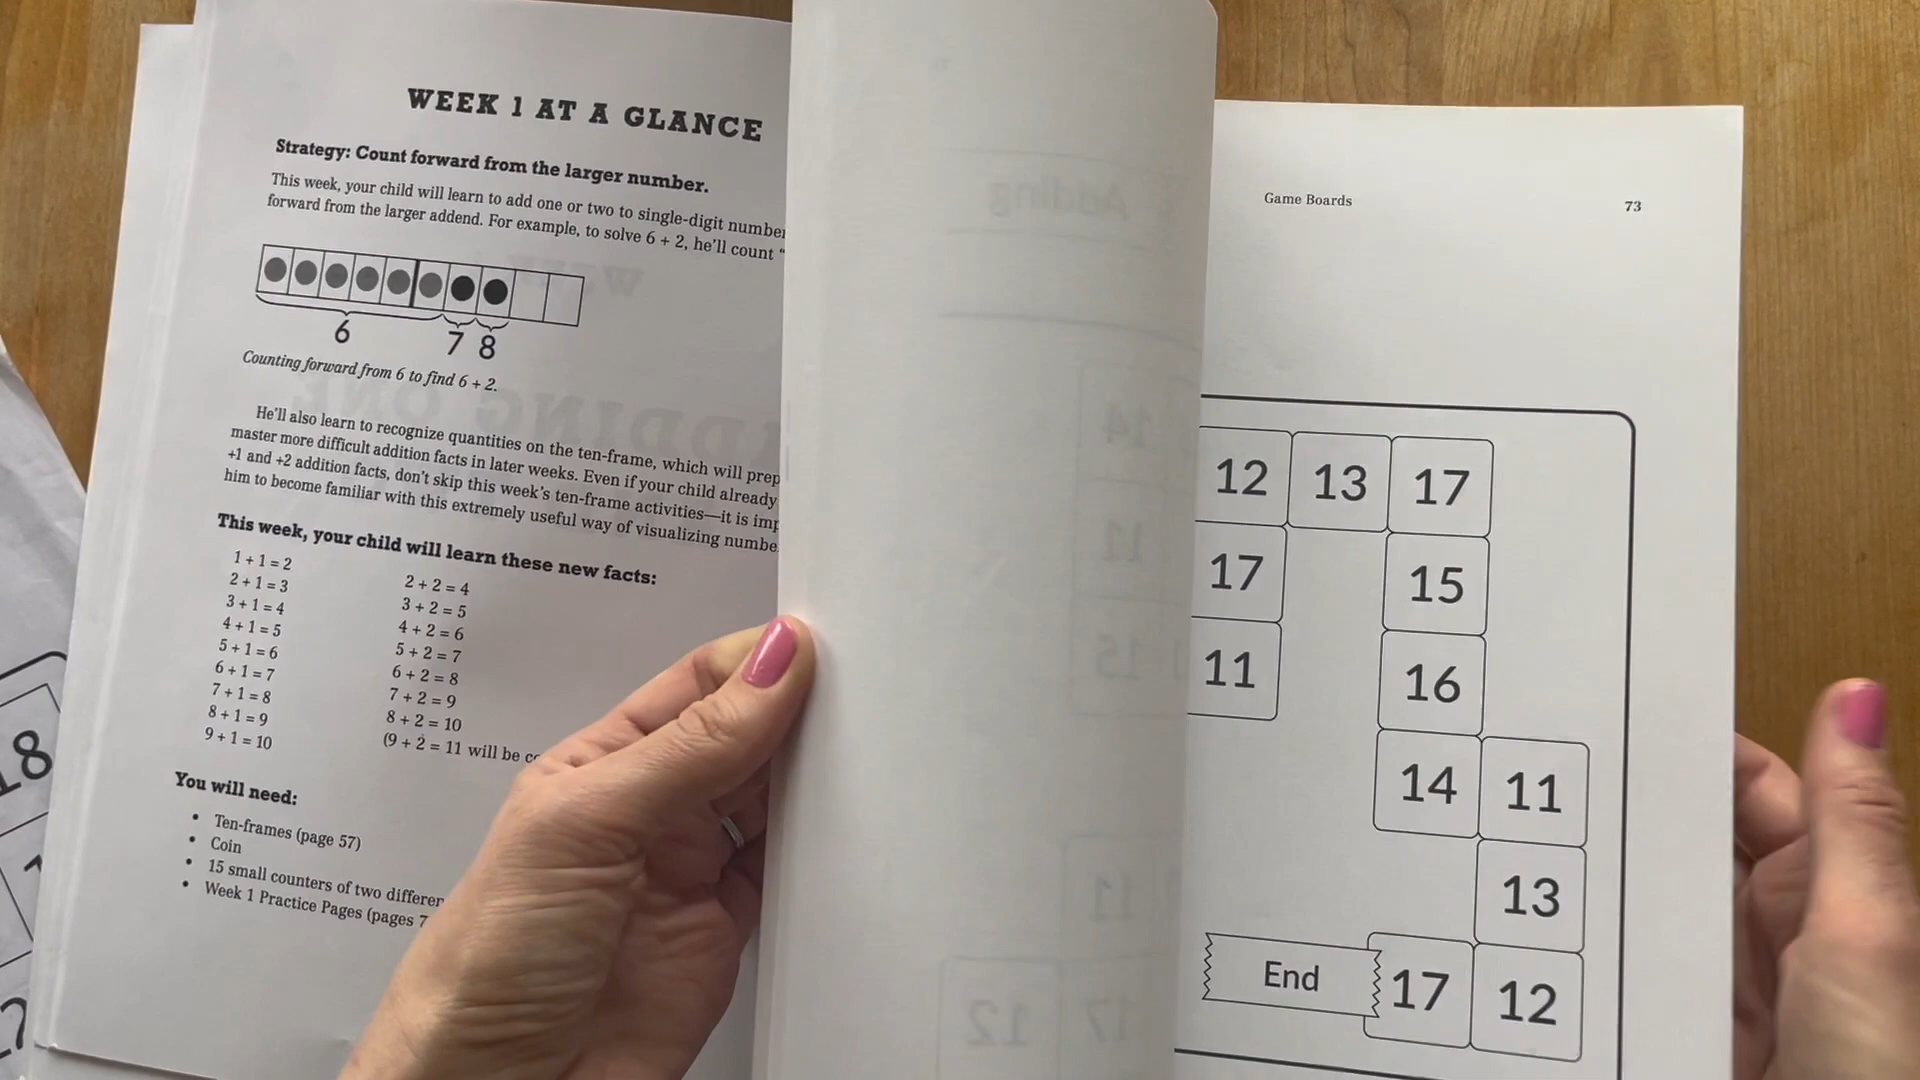 WEEK 1 AT A GLANCE
Strategy: Count forward from the larger number.
This week, your child will learn to add one or two to single-digit
forward from the larger addend. For example, to solve 6 + 2, he'll count "
6
7 8
Counting forward from 6 to find 6 + 2.
He'll also learn to recognize quantities on the ten-frame, which will
master more difficult addition facts in later weeks. Even if your child already
+1 and +2 addition facts, don't skip this week's ten-frame activities—it is
him to become familiar with this extremely useful way of visualizing
This week, your child will learn these new facts:
1 + 1 = 2
2 + 1 = 3
3 + 1 = 4
4 + 1 = 5
5 + 1 = 6
6 + 1 = 7
7 + 1 = 8
8 + 1 = 9
9 + 1 = 10
2 + 2 = 4
3 + 2 = 5
4 + 2 = 6
5 + 2 = 7
6 + 2 = 8
7 + 2 = 9
8 + 2 = 10
(9 + 2 = 11 will be
You will need:
• Ten-frames (page 57)
• Coin
• 15 small counters of two
• Week 1 Practice Pages (pages
Game Boards 73
12 13 17
17 15
11 16
14 11
13
End 17 12
18